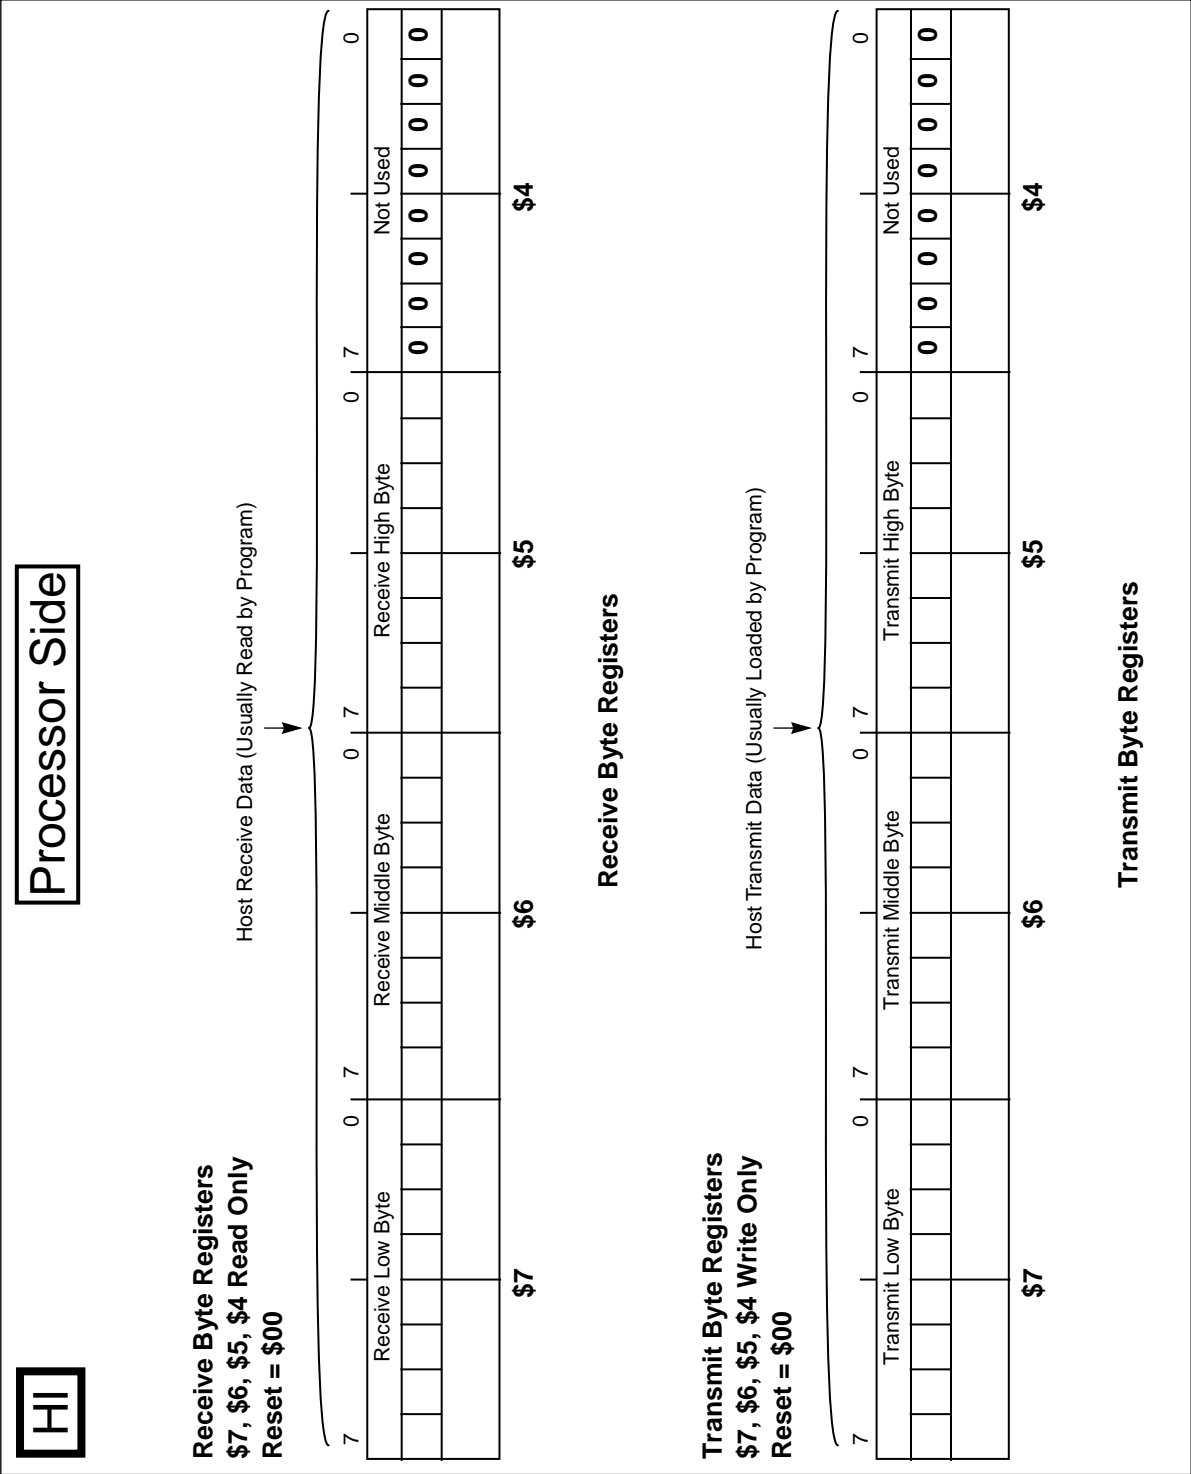 HI
Processor Side
Receive Byte Registers
$7, $6, $5, $4 Read Only
Reset = $00
Host Receive Data (Usually Read by Program)
7 0 7 0 7 0 7 0
Receive Low Byte Receive Middle Byte Receive High Byte Not Used
0 0 0 0 0 0 0 0
$7 $6 $5 $4
Receive Byte Registers
Transmit Byte Registers
$7, $6, $5, $4 Write Only
Reset = $00
Host Transmit Data (Usually Loaded by Program)
7 0 7 0 7 0 7 0
Transmit Low Byte Transmit Middle Byte Transmit High Byte Not Used
0 0 0 0 0 0 0 0
$7 $6 $5 $4
Transmit Byte Registers